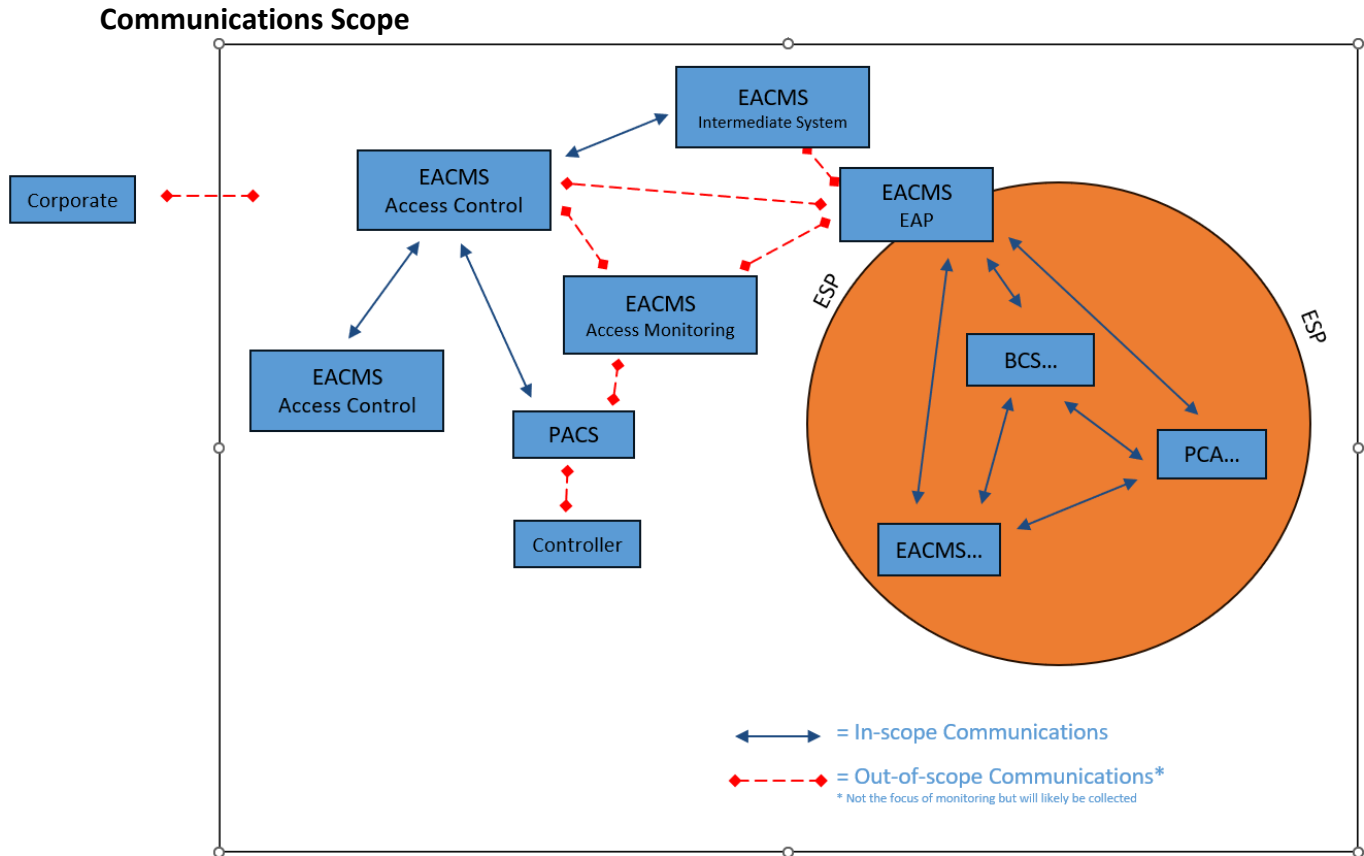 Communications Scope
EACMS
Intermediate System
EACMS
Access Control
Corporate
EACMS
EAP
ESP
ESP
EACMS
Access Monitoring
BCS...
EACMS
Access Control
PACS
PCA...
Controller
EACMS...
= In-scope Communications
= Out-of-scope Communications*
* Not the focus of monitoring but will likely be collected